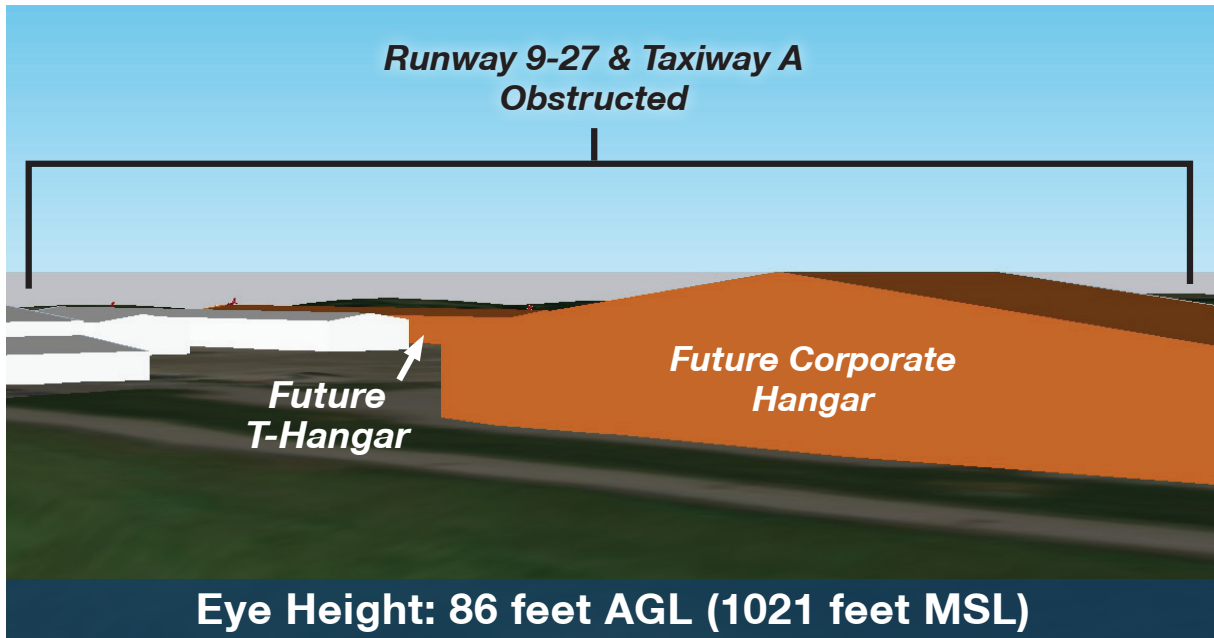 Runway 9-27 & Taxiway A
Obstructed
Future Corporate
Hangar
Future
T-Hangar
Eye Height: 86 feet AGL (1021 feet MSL)